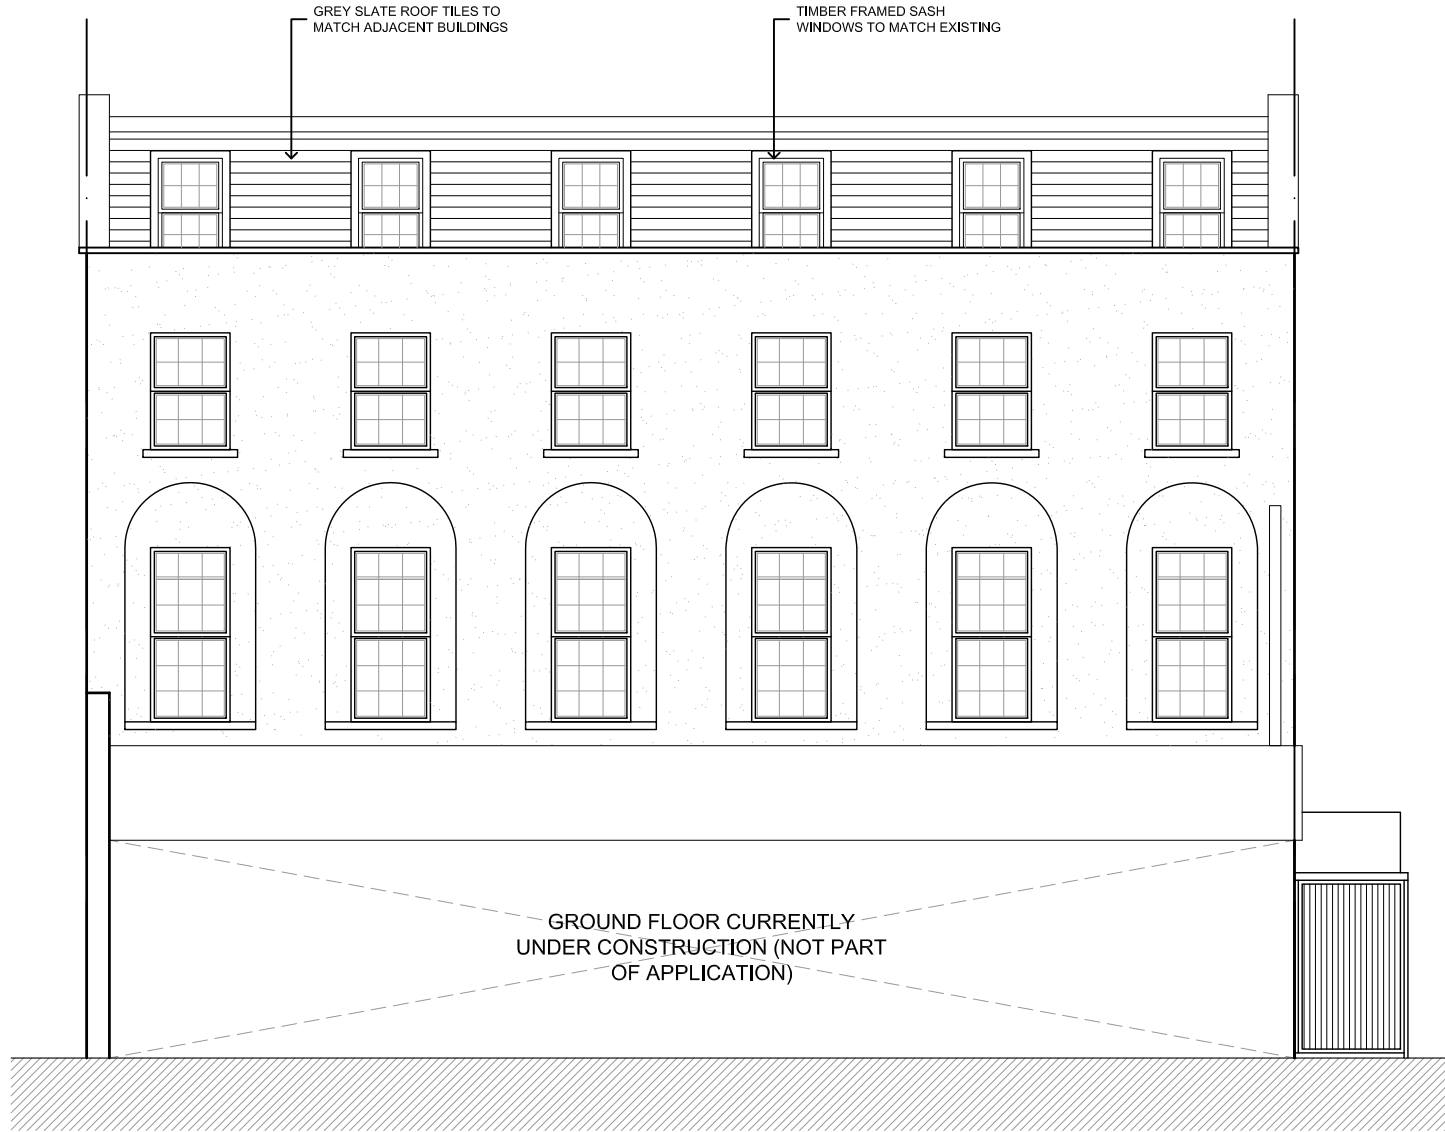 GREY SLATE ROOF TILES TO
MATCH ADJACENT BUILDINGS
TIMBER FRAMED SASH
WINDOWS TO MATCH EXISTING
GROUND FLOOR CURRENTLY
UNDER CONSTRUCTION (NOT PART
OF APPLICATION)